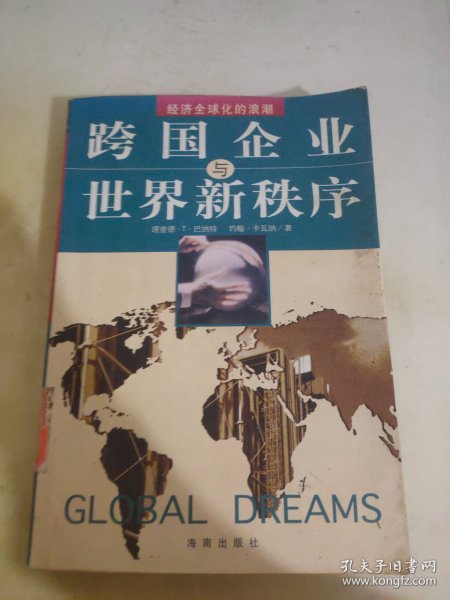 经济全球化的浪潮
跨国企业
与
世界新秩序
理查德·T·巴纳特 约翰·卡瓦纳/著
GLOBAL DREAMS
海南出版社
孔夫子旧书网
www.kongfz.com